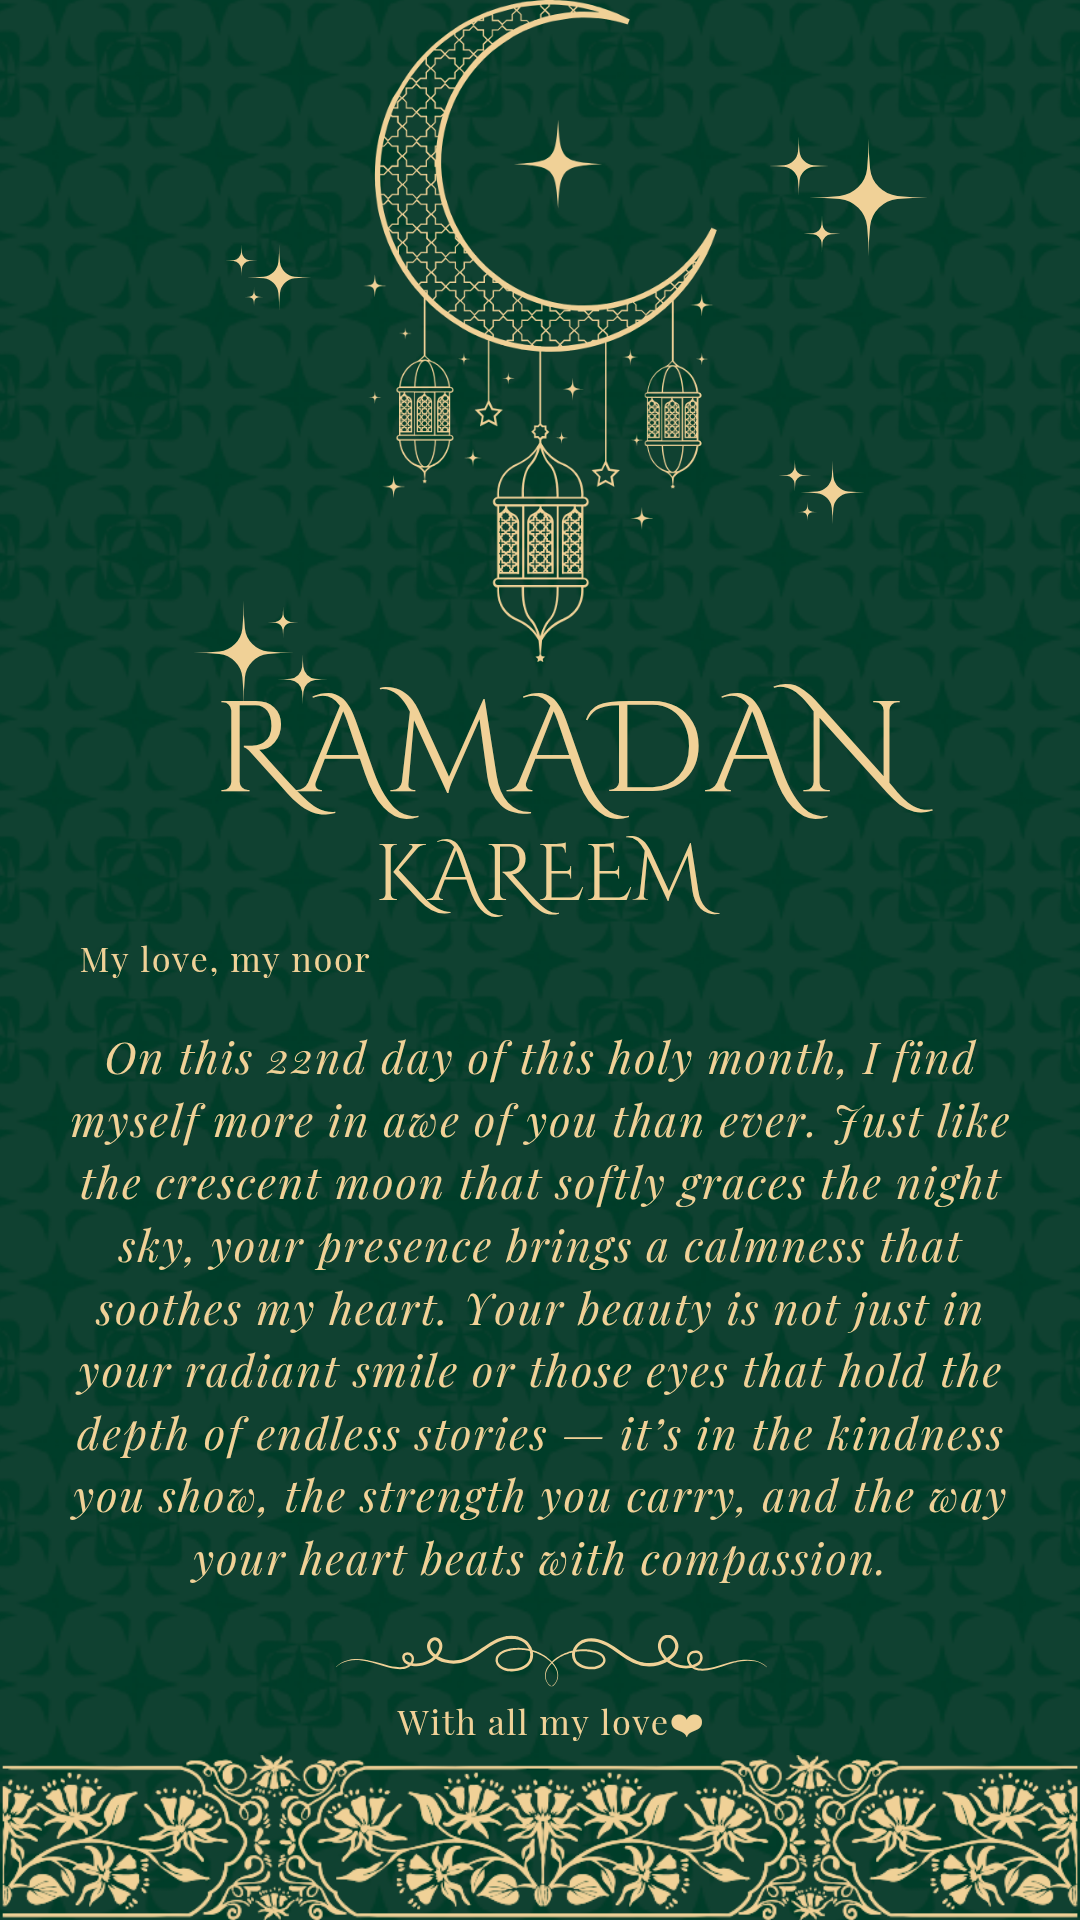 RAMADAN
KAREEM
My love, my noor
On this 22nd day of this holy month, I find
myself more in awe of you than ever. Just like
the crescent moon that softly graces the night
sky, your presence brings a calmness that
soothes my heart. Your beauty is not just in
your radiant smile or those eyes that hold the
depth of endless stories — it’s in the kindness
you show, the strength you carry, and the way
your heart beats with compassion.
With all my love❤